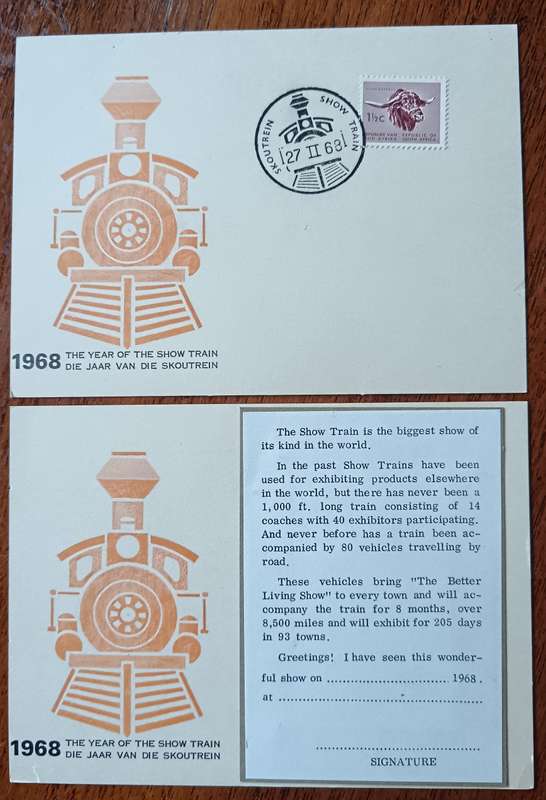 SKOUTREIN SHOW TRAIN
27 II 68
1½C
REPUBLIEK VAN REPUBLIC OF
SUID-AFRIKA SOUTH AFRICA
1968 THE YEAR OF THE SHOW TRAIN
DIE JAAR VAN DIE SKOUTREIN
The Show Train is the biggest show of
its kind in the world.
In the past Show Trains have been
used for exhibiting products elsewhere
in the world, but there has never been a
1,000 ft. long train consisting of 14
coaches with 40 exhibitors participating.
And never before has a train been ac-
companied by 80 vehicles travelling by
road.
These vehicles bring "The Better
Living Show" to every town and will ac-
company the train for 8 months, over
8,500 miles and will exhibit for 205 days
in 93 towns.
Greetings! I have seen this wonder-
ful show on .............................. 1968.
at ..................................................
........................................
SIGNATURE
1968 THE YEAR OF THE SHOW TRAIN
DIE JAAR VAN DIE SKOUTREIN